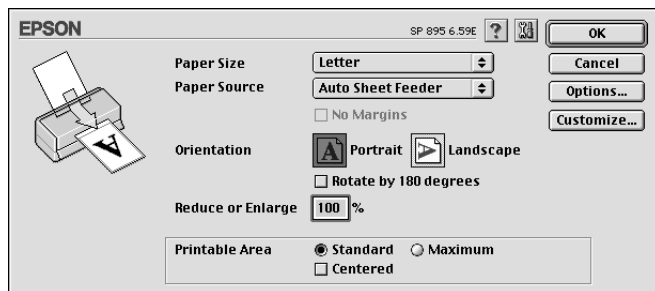 EPSON
SP 895 6.59E ? OK
Paper Size Letter Cancel
Paper Source Auto Sheet Feeder Options...
No Margins Customize...
Orientation A Portrait A Landscape
Rotate by 180 degrees
Reduce or Enlarge 100 %
Printable Area Standard Maximum
Centered
A